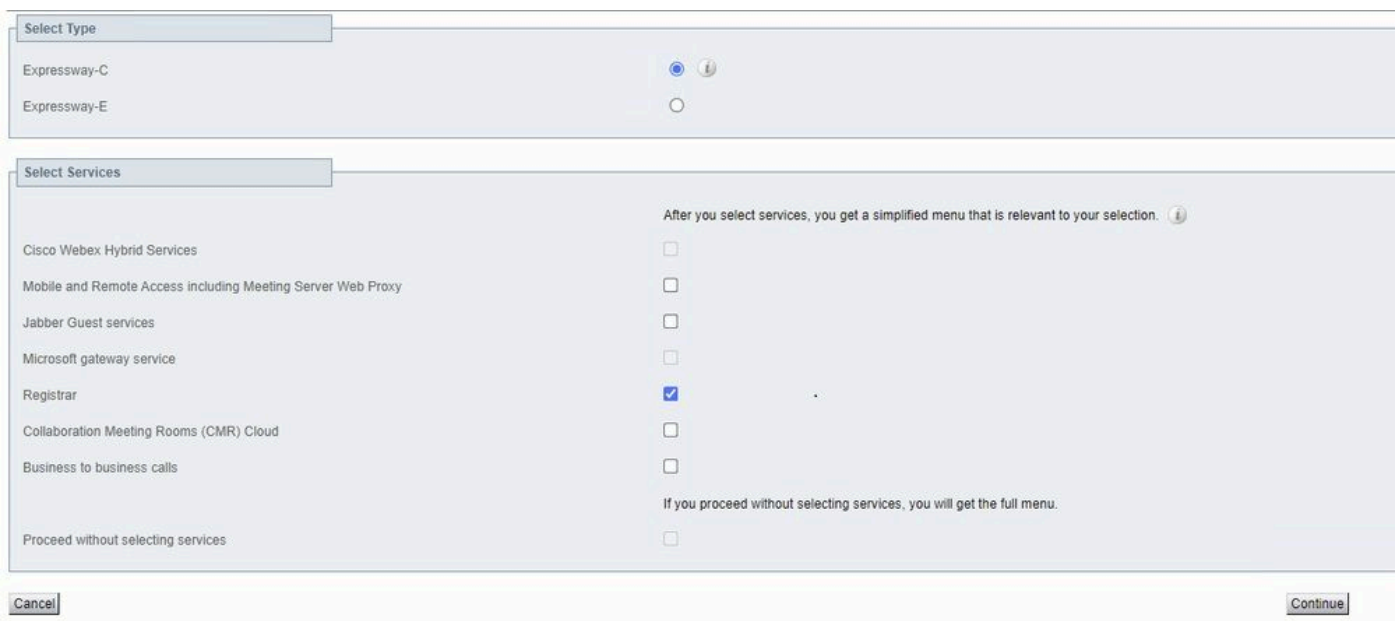 Select Type
Expressway-C
Expressway-E
Select Services
After you select services, you get a simplified menu that is relevant to your selection.
Cisco Webex Hybrid Services
Mobile and Remote Access including Meeting Server Web Proxy
Jabber Guest services
Microsoft gateway service
Registrar
Collaboration Meeting Rooms (CMR) Cloud
Business to business calls
If you proceed without selecting services, you will get the full menu.
Proceed without selecting services
Cancel Continue